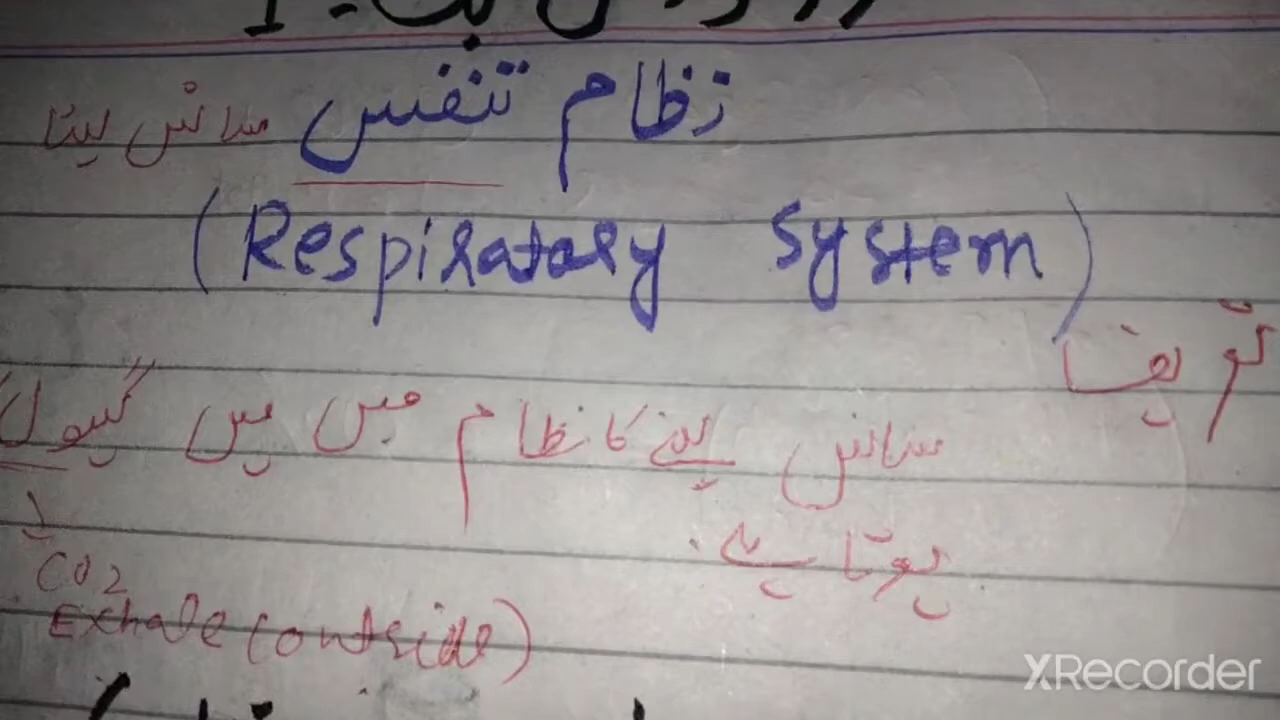 نظام تنفس سانس لینا
(Respiratory System)
تعریف
سانس لینے کا نظام جس میں
ہوتا ہے.
CO2
Exhale (outside)
XRecorder